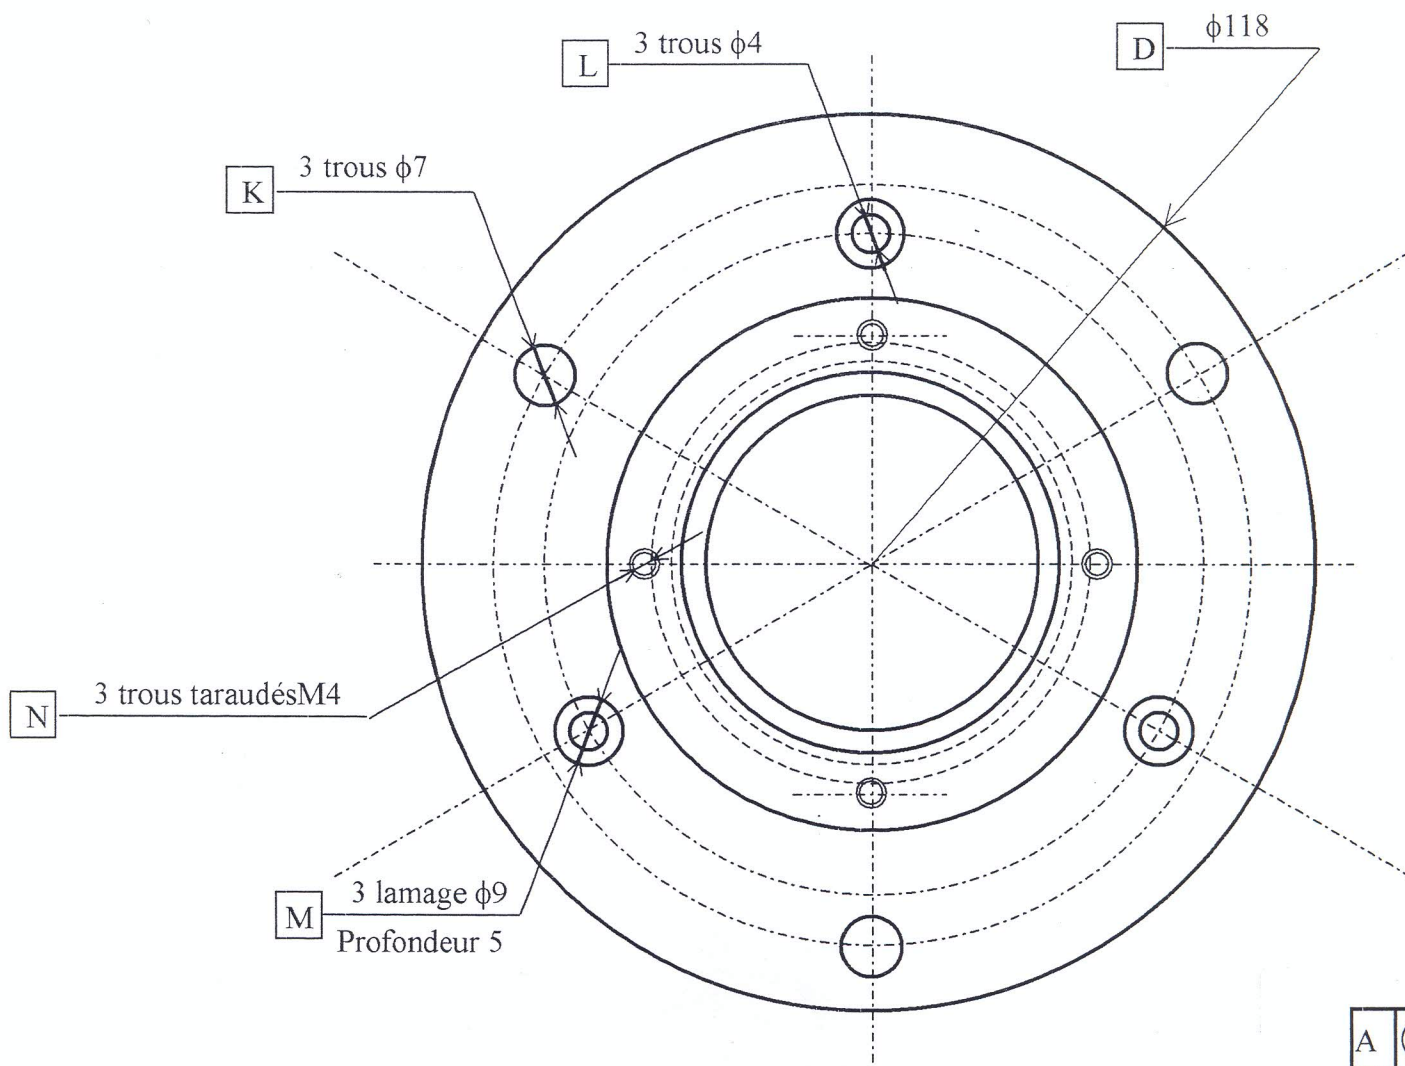 L 3 trous ϕ4
D ϕ118
K 3 trous ϕ7
N 3 trous taraudésM4
M 3 lamage ϕ9
Profondeur 5
A